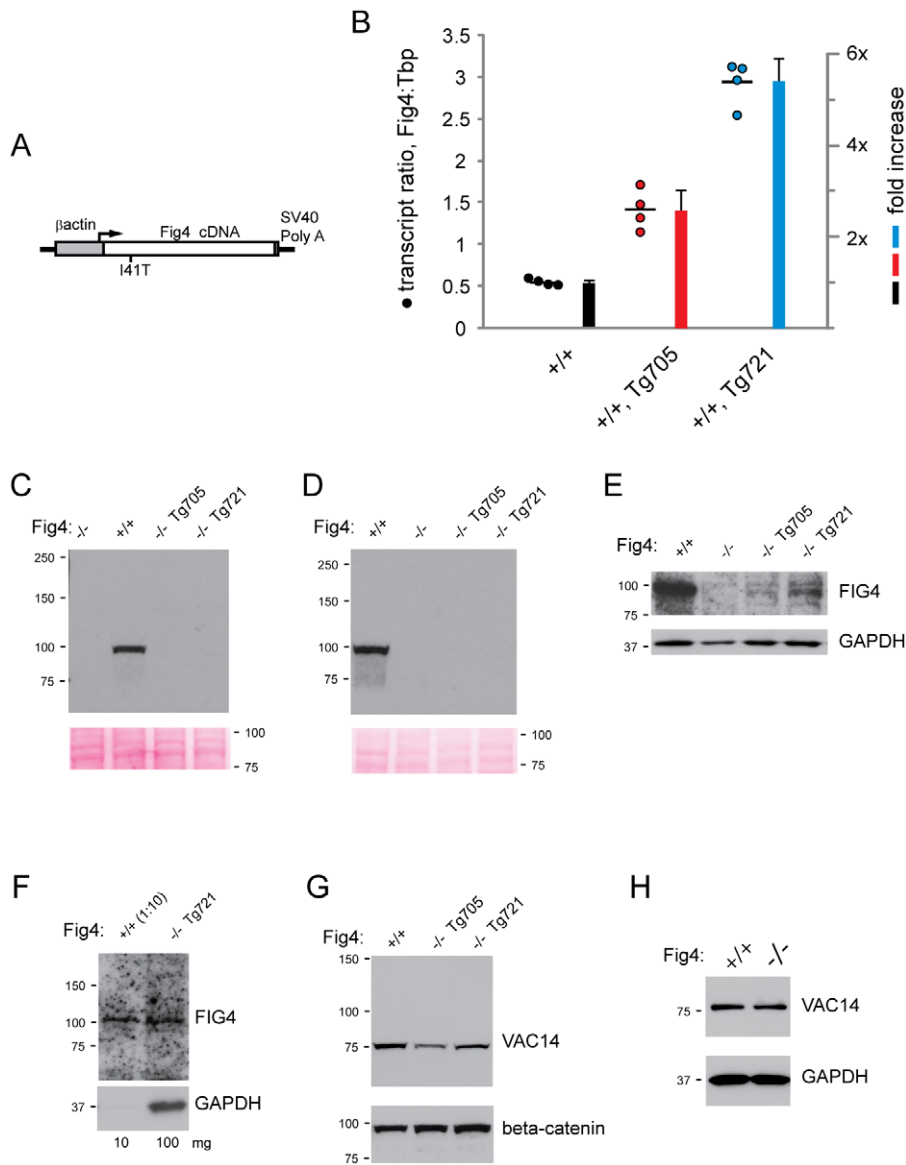 A
βactin
Fig4 cDNA
SV40
Poly A
I41T
B
transcript ratio, Fig4:Tbp
3.5
3
2.5
2
1.5
1
0.5
0
6x
4x
2x
fold increase
+/+
+/+, Tg705
+/+, Tg721
C
Fig4: -/- +/+ -/- Tg705 -/- Tg721
250
150
100
75
100
75
D
+/+ -/- -/- Tg705 -/- Tg721
250
150
100
75
100
75
E
Fig4: +/+ -/- -/- Tg705 -/- Tg721
100
75
FIG4
37
GAPDH
F
Fig4: +/+ (1:10) -/- Tg721
150
100
75
FIG4
37
GAPDH
10 100 mg
G
Fig4: +/+ -/- Tg705 -/- Tg721
150
100
75
VAC14
100
75
beta-catenin
H
Fig4: +/+ -/-
75
VAC14
37
GAPDH